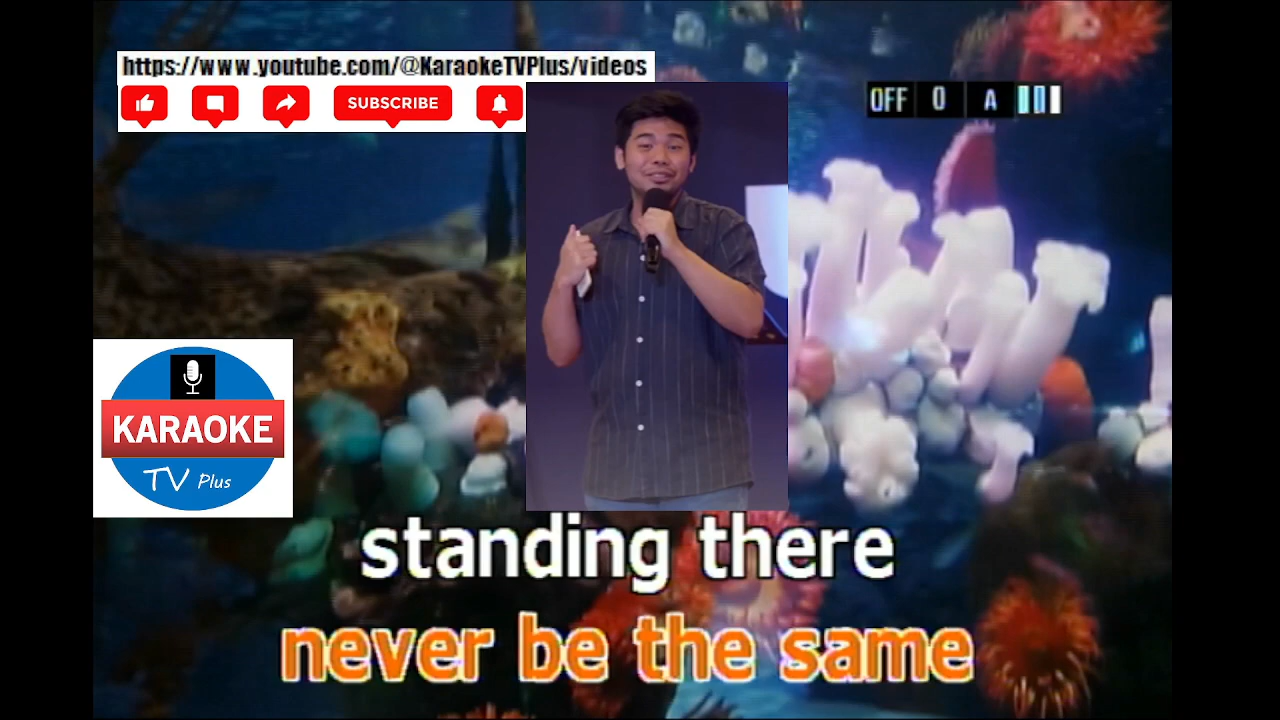 https://www.youtube.com/@KaraokeTVPlus/videos
SUBSCRIBE
OFF 0 A
KARAOKE
TV Plus
standing there
never be the same